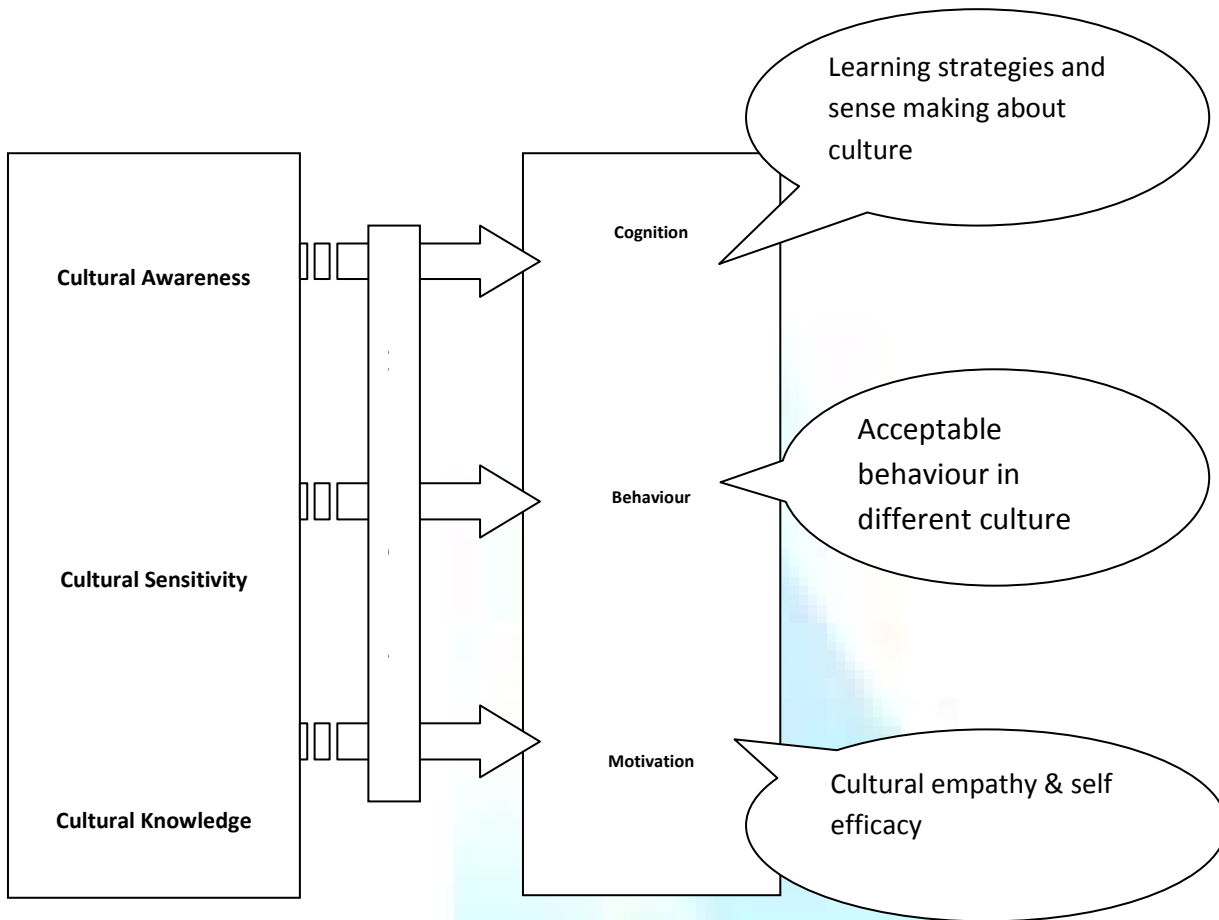 Learning strategies and
sense making about
culture
Cognition
Cultural Awareness
Acceptable
behaviour in
different culture
Behaviour
Cultural Sensitivity
Motivation
Cultural empathy & self
efficacy
Cultural Knowledge